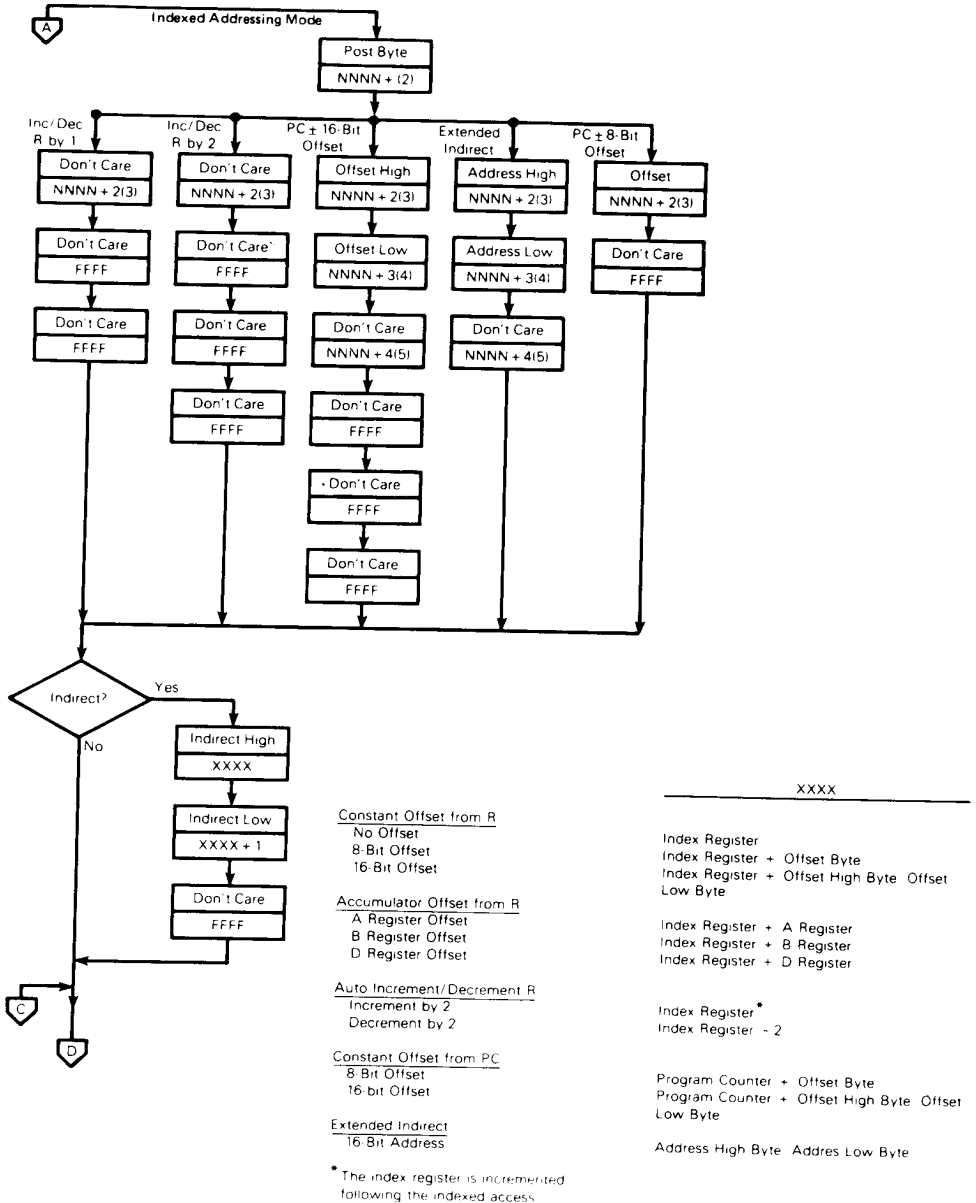 Indexed Addressing Mode
A
Post Byte
NNNN + (2)
Inc/Dec
R by 1
Inc/Dec
R by 2
PC ± 16-Bit
Offset
Extended
Indirect
PC ± 8-Bit
Offset
Don't Care
NNNN + 2(3)
Don't Care
FFFF
Don't Care
FFFF
Don't Care
NNNN + 2(3)
Don't Care
FFFF
Don't Care
FFFF
Don't Care
FFFF
Offset High
NNNN + 2(3)
Offset Low
NNNN + 3(4)
Don't Care
NNNN + 4(5)
Don't Care
FFFF
Don't Care
FFFF
Don't Care
FFFF
Address High
NNNN + 2(3)
Address Low
NNNN + 3(4)
Don't Care
NNNN + 4(5)
Offset
NNNN + 2(3)
Don't Care
FFFF
Indirect?
Yes
No
Indirect High
XXXX
Indirect Low
XXXX + 1
Don't Care
FFFF
C
D
Constant Offset from R
No Offset
8-Bit Offset
16-Bit Offset
Accumulator Offset from R
A Register Offset
B Register Offset
D Register Offset
Auto Increment/Decrement R
Increment by 2
Decrement by 2
Constant Offset from PC
8-Bit Offset
16-bit Offset
Extended Indirect
16-Bit Address
* The index register is incremented
following the indexed access
XXXX
Index Register
Index Register + Offset Byte
Index Register + Offset High Byte Offset
Low Byte
Index Register + A Register
Index Register + B Register
Index Register + D Register
Index Register*
Index Register - 2
Program Counter + Offset Byte
Program Counter + Offset High Byte Offset
Low Byte
Address High Byte Addres Low Byte